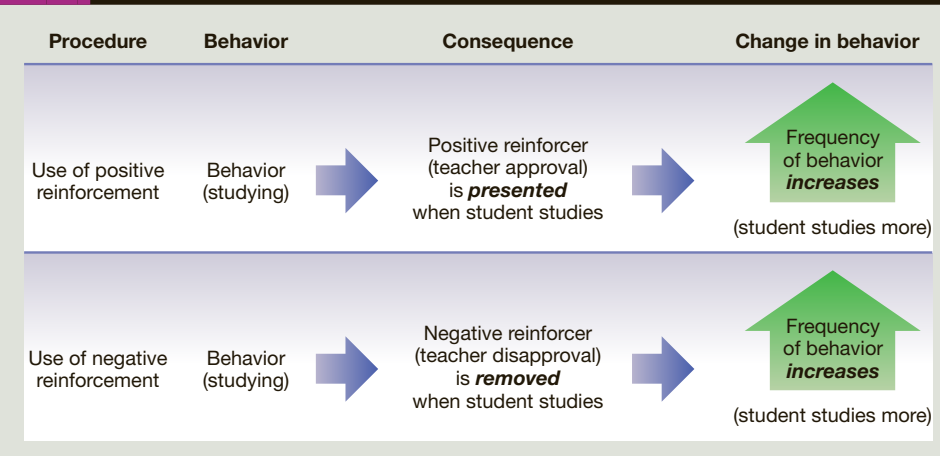 Procedure Behavior Consequence Change in behavior
Use of positive
reinforcement
Behavior
(studying)
Positive reinforcer
(teacher approval)
is presented
when student studies
Frequency
of behavior
increases
(student studies more)
Use of negative
reinforcement
Behavior
(studying)
Negative reinforcer
(teacher disapproval)
is removed
when student studies
Frequency
of behavior
increases
(student studies more)